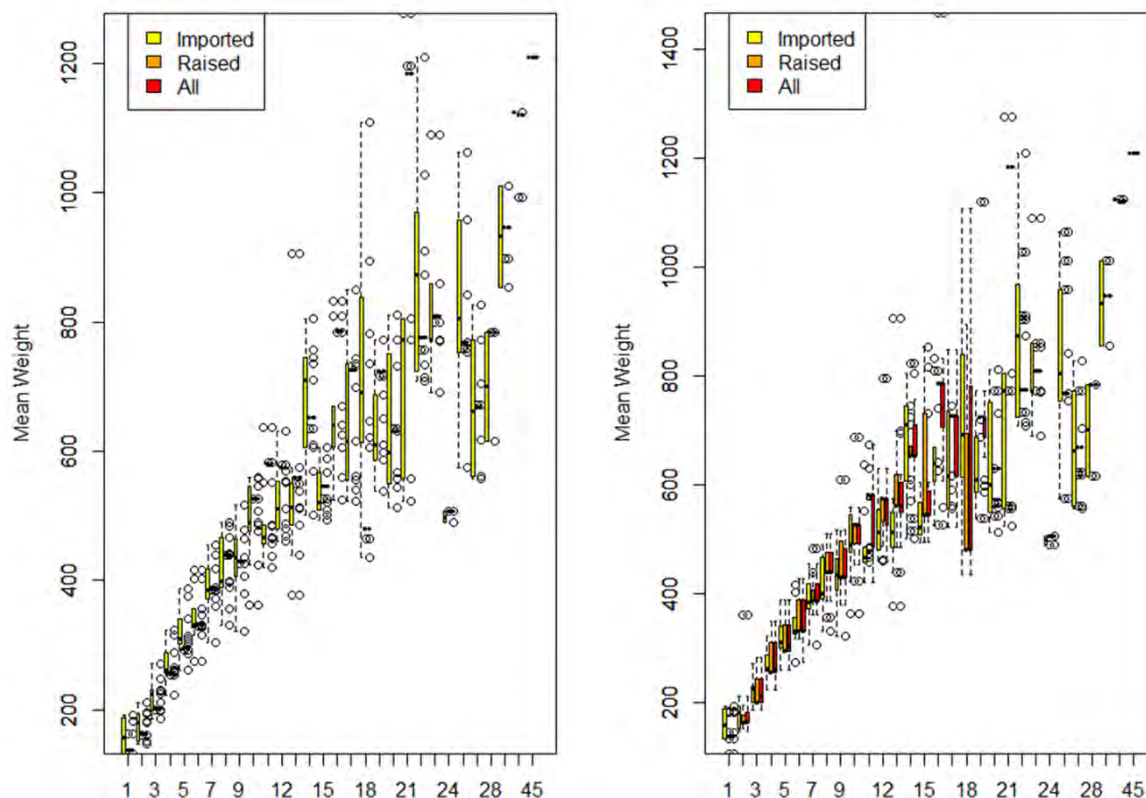 Imported
Raised
All
Mean Weight
200 400 600 800 1000 1200
1 3 5 7 9 12 15 18 21 24 28 45
Imported
Raised
All
Mean Weight
200 400 600 800 1000 1200 1400
1 3 5 7 9 12 15 18 21 24 28 45